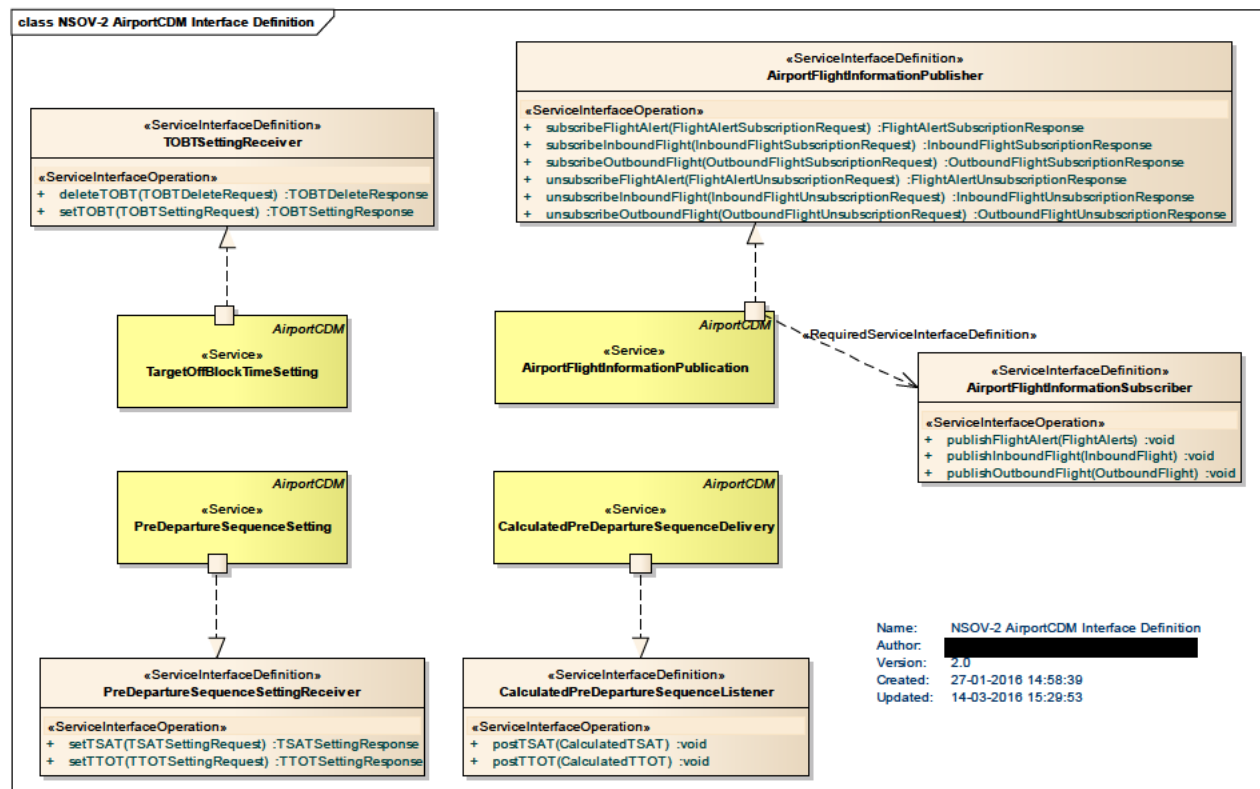 class NSOV-2 AirportCDM Interface Definition
«ServiceInterfaceDefinition»
TOBTSettingReceiver
«ServiceInterfaceOperation»
+ deleteTOBT(TOBTDeleteRequest) :TOBTDeleteResponse
+ setTOBT(TOBTSettingRequest) :TOBTSettingResponse
«ServiceInterfaceDefinition»
AirportFlightInformationPublisher
«ServiceInterfaceOperation»
+ subscribeFlightAlert(FlightAlertSubscriptionRequest) :FlightAlertSubscriptionResponse
+ subscribeInboundFlight(InboundFlightSubscriptionRequest) :InboundFlightSubscriptionResponse
+ subscribeOutboundFlight(OutboundFlightSubscriptionRequest) :OutboundFlightSubscriptionResponse
+ unsubscribeFlightAlert(FlightAlertUnsubscriptionRequest) :FlightAlertUnsubscriptionResponse
+ unsubscribeInboundFlight(InboundFlightUnsubscriptionRequest) :InboundFlightUnsubscriptionResponse
+ unsubscribeOutboundFlight(OutboundFlightUnsubscriptionRequest) :OutboundFlightUnsubscriptionResponse
AirportCDM
«Service»
TargetOffBlockTimeSetting
AirportCDM
«Service»
AirportFlightInformationPublication
«RequiredServiceInterfaceDefinition»
«ServiceInterfaceDefinition»
AirportFlightInformationSubscriber
«ServiceInterfaceOperation»
+ publishFlightAlert(FlightAlerts) :void
+ publishInboundFlight(InboundFlight) :void
+ publishOutboundFlight(OutboundFlight) :void
AirportCDM
«Service»
PreDepartureSequenceSetting
AirportCDM
«Service»
CalculatedPreDepartureSequenceDelivery
«ServiceInterfaceDefinition»
PreDepartureSequenceSettingReceiver
«ServiceInterfaceOperation»
+ setTSAT(TSATSettingRequest) :TSATSettingResponse
+ setTTOT(TTOTSettingRequest) :TTOTSettingResponse
«ServiceInterfaceDefinition»
CalculatedPreDepartureSequenceListener
«ServiceInterfaceOperation»
+ postTSAT(CalculatedTSAT) :void
+ postTTOT(CalculatedTTOT) :void
Name: NSOV-2 AirportCDM Interface Definition
Author:
Version: 2.0
Created: 27-01-2016 14:58:39
Updated: 14-03-2016 15:29:53